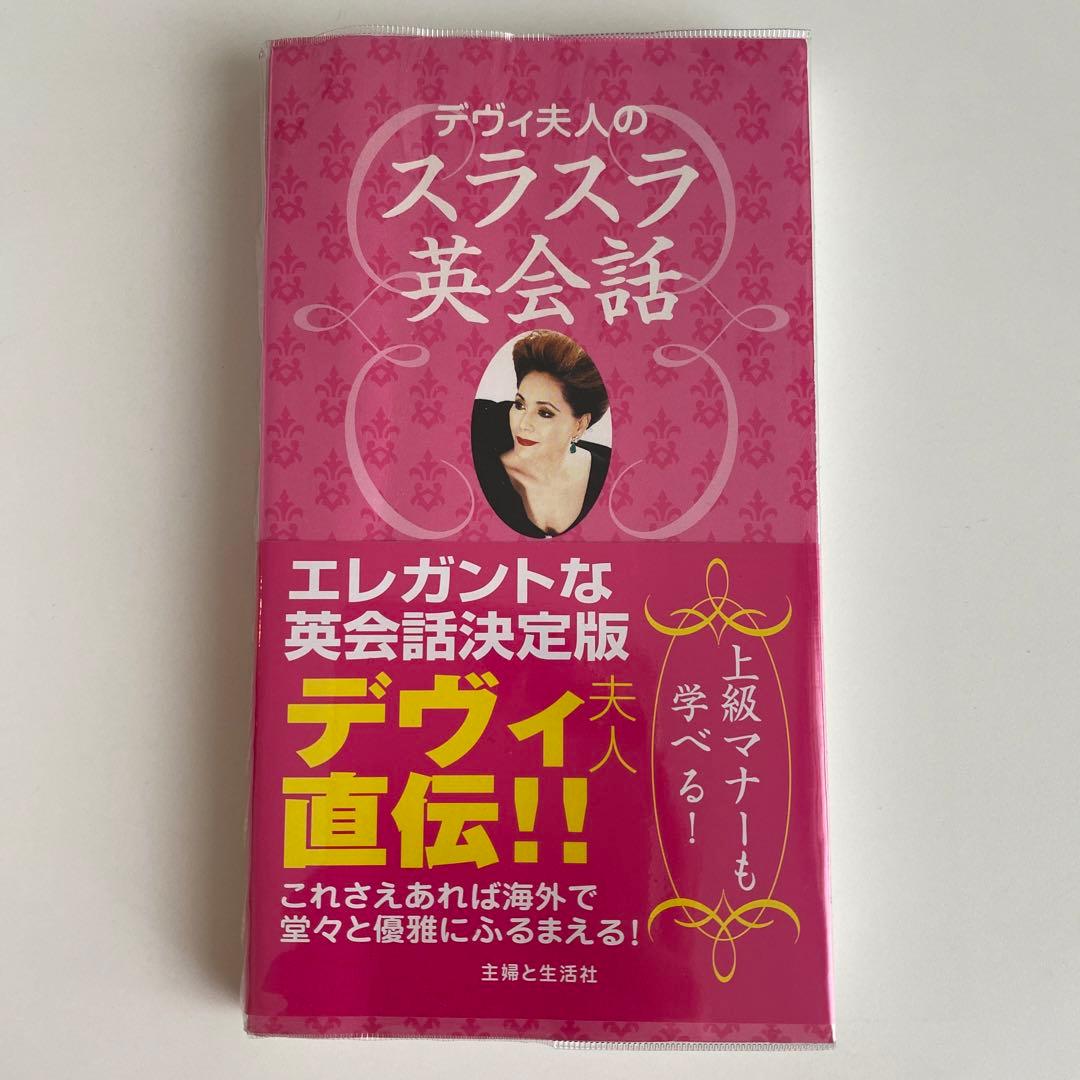 デヴィ夫人の
スラスラ
英会話
エレガントな
英会話決定版
デヴィ夫人
直伝!!
これさえあれば海外で
堂々と優雅にふるまえる!
上級マナーも
学べる!
主婦と生活社